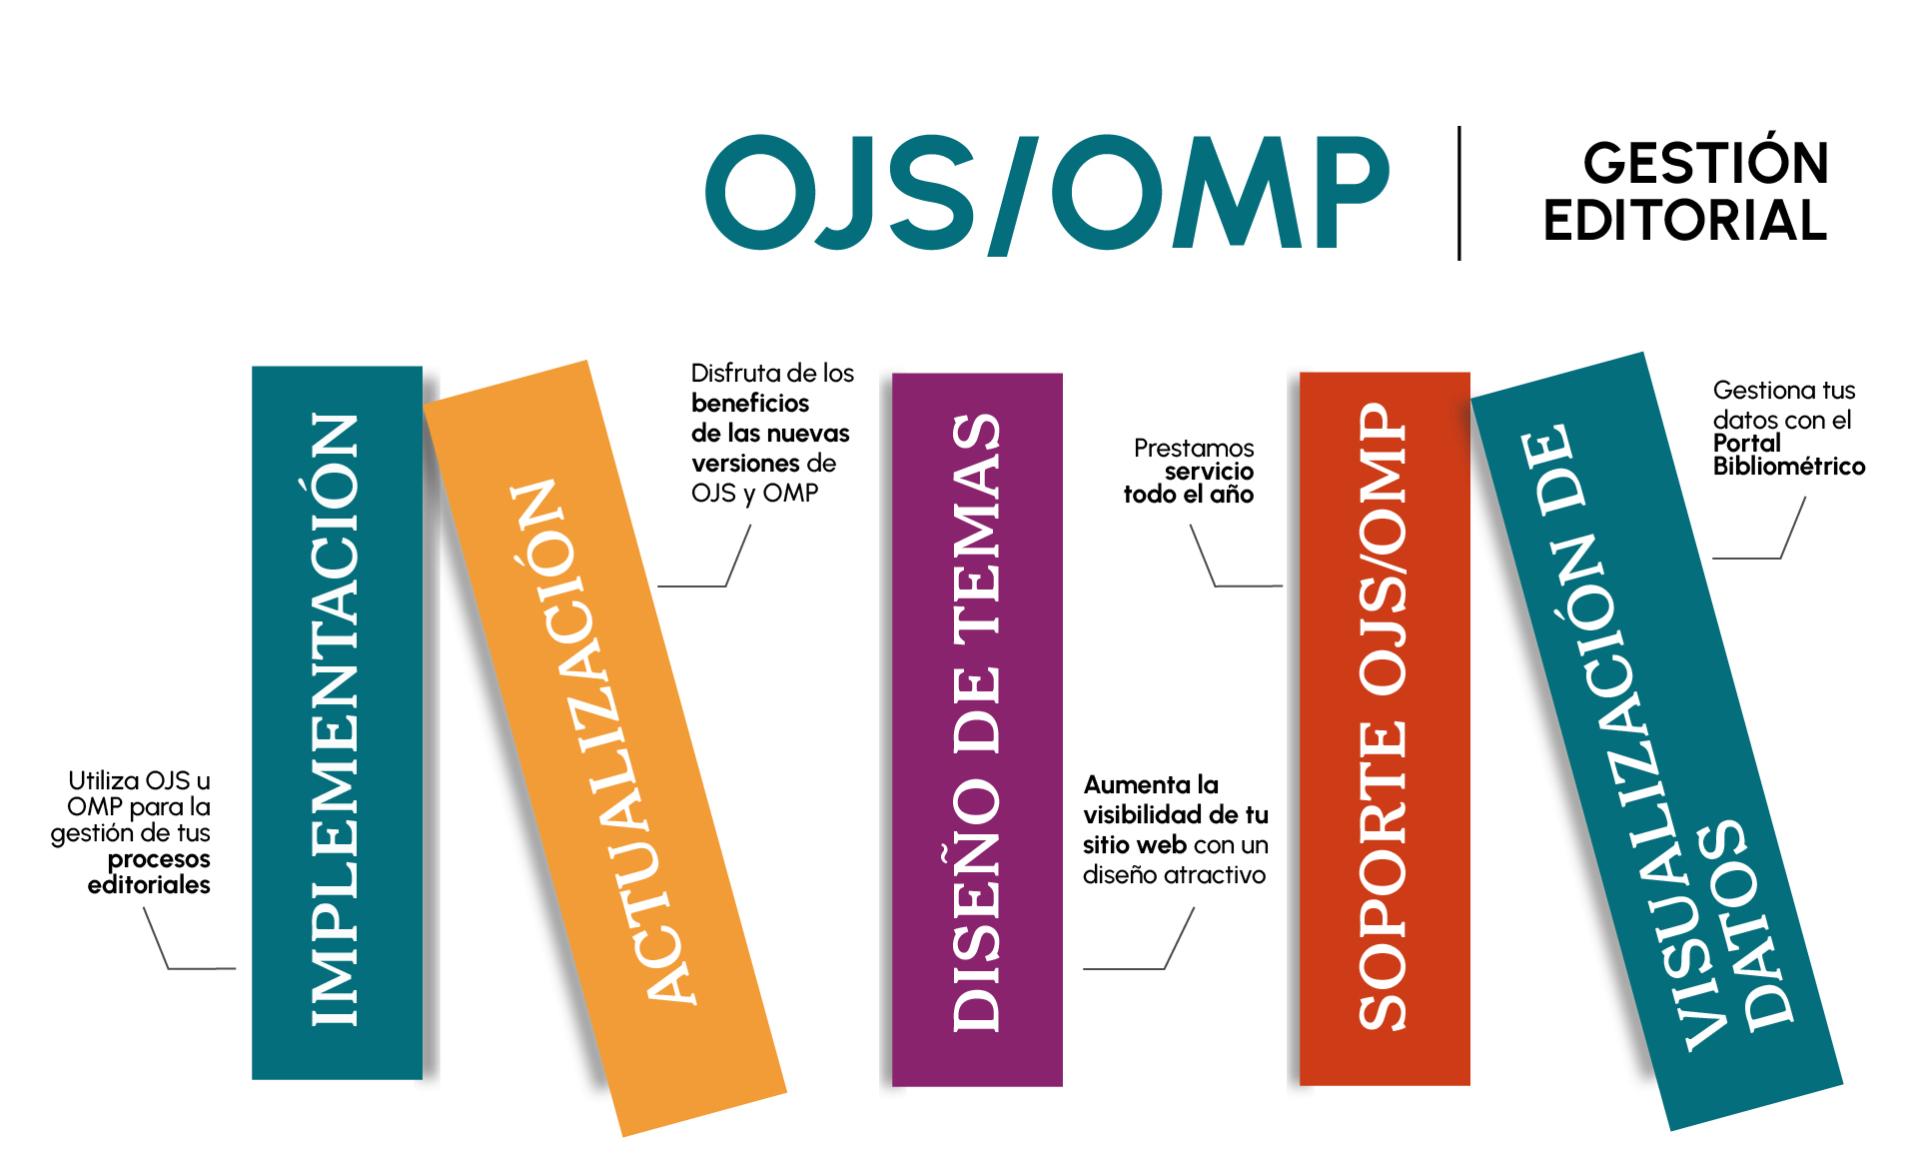 OJS/OMP
GESTIÓN
EDITORIAL
IMPLEMENTACIÓN
Utiliza OJS u
OMP para la
gestión de tus
procesos
editoriales
ACTUALIZACIÓN
Disfruta de los
beneficios
de las nuevas
versiones de
OJS y OMP
DISEÑO DE TEMAS
Aumenta la
visibilidad de tu
sitio web con un
diseño atractivo
SOPORTE OJS/OMP
Prestamos
servicio
todo el año
VISUALIZACIÓN DE
DATOS
Gestiona tus
datos con el
Portal
Bibliométrico